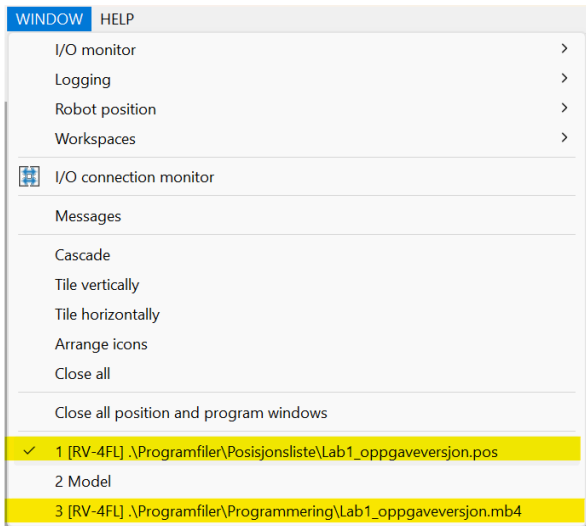 WINDOW HELP
I/O monitor
Logging
Robot position
Workspaces
I/O connection monitor
Messages
Cascade
Tile vertically
Tile horizontally
Arrange icons
Close all
Close all position and program windows
1 [RV-4FL] .\Programfiler\Posisjonsliste\Lab1_oppgaveversjon.pos
2 Model
3 [RV-4FL] .\Programfiler\Programmering\Lab1_oppgaveversjon.mb4